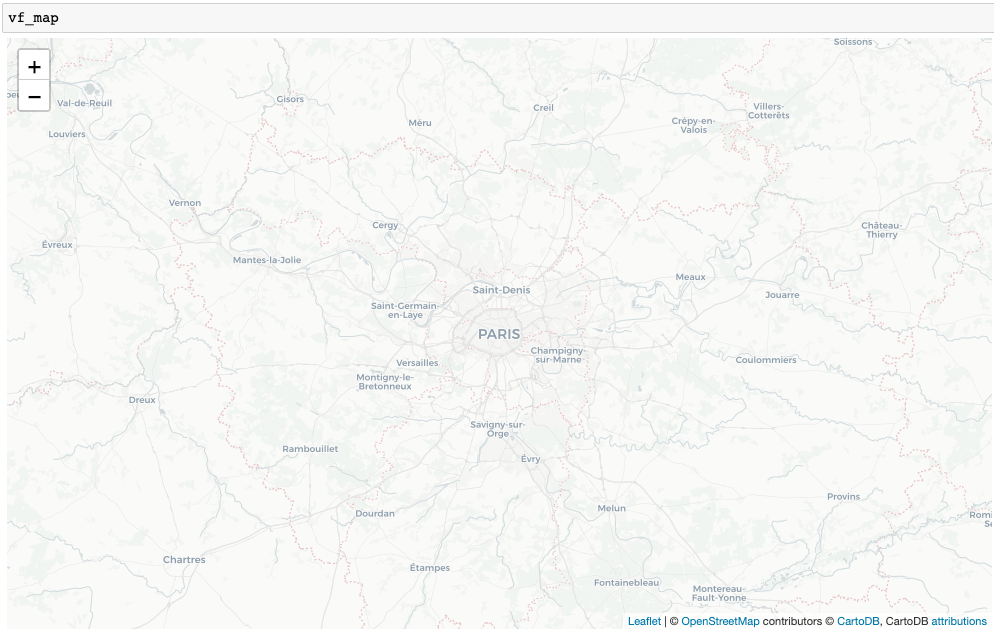 vf_map
+
−
Soissons
Val-de-Reuil
Gisors
Creil
Villers-
Cotterêts
Louviers
Méru
Crépy-en-
Valois
Vernon
Cergy
Château-
Thierry
Évreux
Mantes-la-Jolie
Meaux
Saint-Denis
Jouarre
Saint-Germain-
en-Laye
PARIS
Champigny-
sur-Marne
Versailles
Coulommiers
Montigny-le-
Bretonneux
Dreux
Savigny-sur-
Orge
Rambouillet
Évry
Provins
Melun
Dourdan
Chartres
Étampes
Fontainebleau
Montereau-
Fault-Yonne
Leaflet | © OpenStreetMap contributors © CartoDB, CartoDB attributions